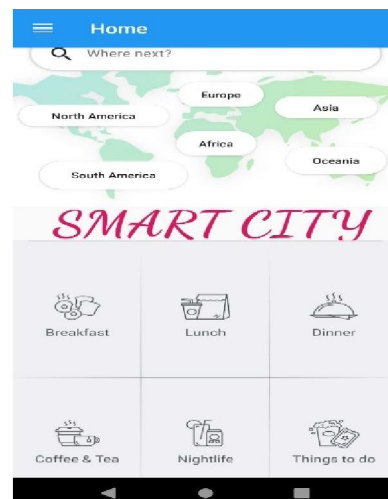 Home
Where next?
Europe
Asia
North America
Africa
Oceania
South America
SMART CITY
Breakfast Lunch Dinner
Coffee & Tea Nightlife Things to do